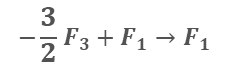 −3/2 F₃ + F₁ → F₁